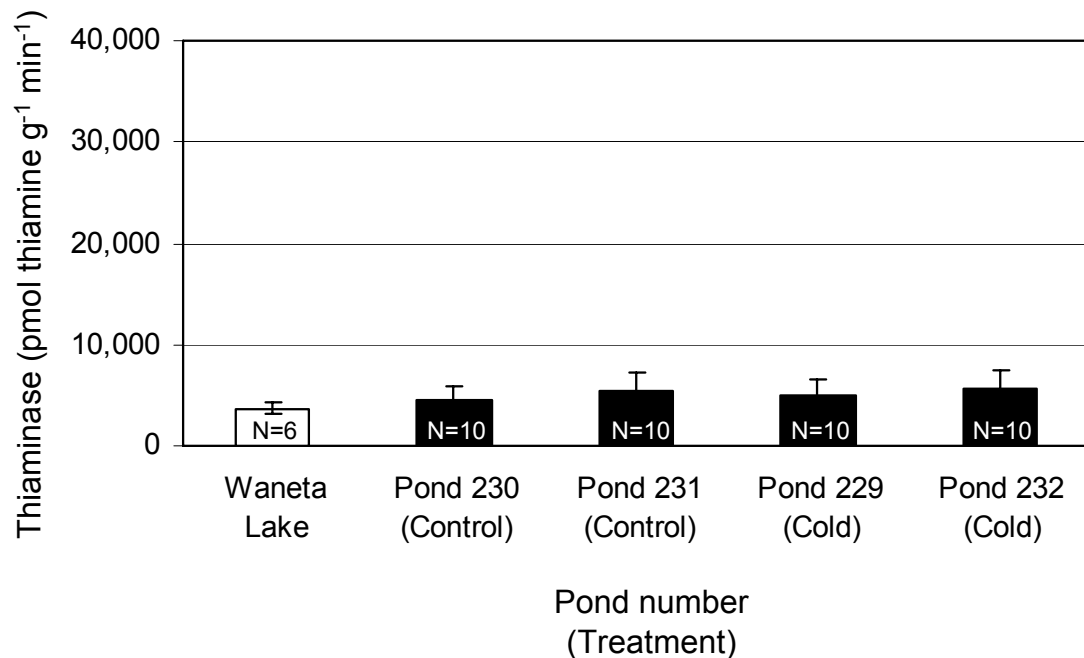 Thiaminase (pmol thiamine g⁻¹ min⁻¹)
40,000
30,000
20,000
10,000
0
N=6
N=10
N=10
N=10
N=10
Waneta
Lake
Pond 230
(Control)
Pond 231
(Control)
Pond 229
(Cold)
Pond 232
(Cold)
Pond number
(Treatment)